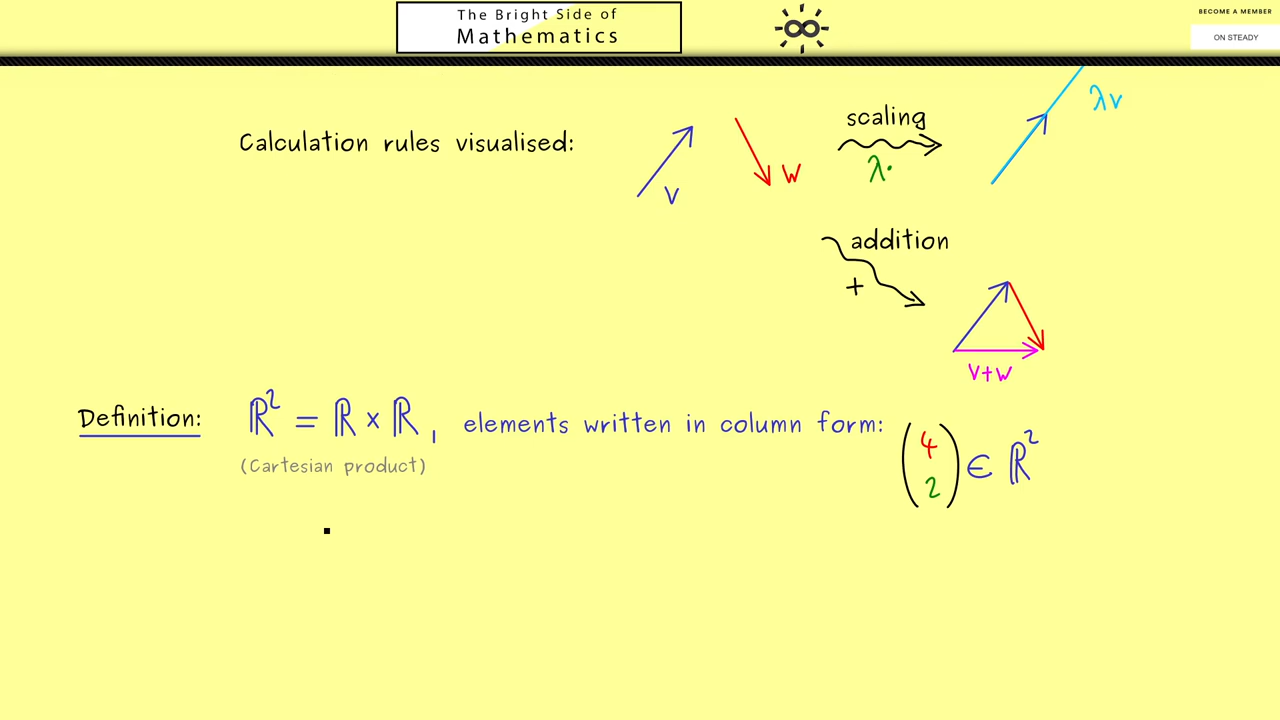 The Bright Side of
Mathematics
BECOME A MEMBER
ON STEADY
Calculation rules visualised:
v
w
scaling
λ·
λv
addition
+
v+w
Definition: ℝ² = ℝ × ℝ, elements written in column form: (4 2) ∈ ℝ²
(Cartesian product)